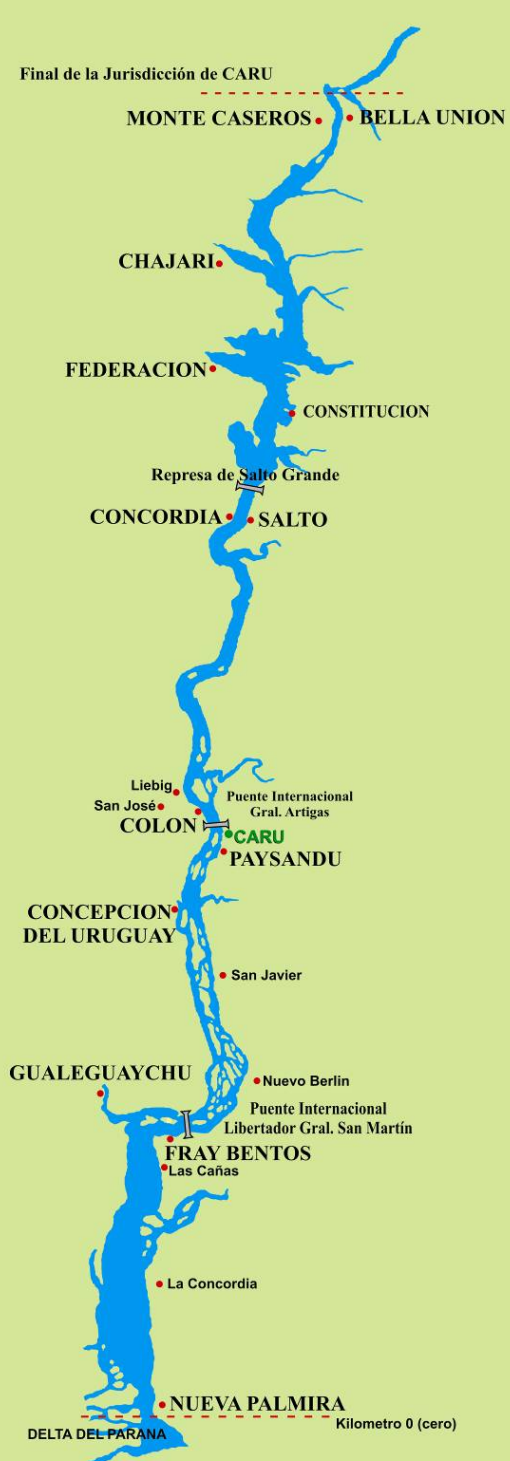 Final de la Jurisdicción de CARU
MONTE CASEROS
BELLA UNION
CHAJARI
FEDERACION
CONSTITUCION
Represa de Salto Grande
CONCORDIA
SALTO
Liebig
San José
Puente Internacional
Gral. Artigas
COLON
CARU
PAYSANDU
CONCEPCION
DEL URUGUAY
San Javier
GUALEGUAYCHU
Nuevo Berlin
Puente Internacional
Libertador Gral. San Martín
FRAY BENTOS
Las Cañas
La Concordia
NUEVA PALMIRA
Kilometro 0 (cero)
DELTA DEL PARANA